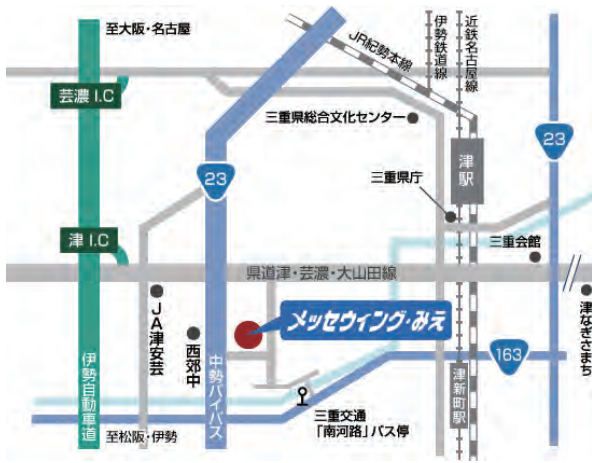 至大阪・名古屋
芸濃 I.C
津 I.C
伊勢自動車道
至松阪・伊勢
JA津安芸
西郊中
23
中勢バイパス
JR紀勢本線
伊勢鉄道線
近鉄名古屋線
三重県総合文化センター
津駅
三重県庁
23
三重会館
県道津・芸濃・大山田線
津なぎさまち
メッセウィング・みえ
163
津新町駅
三重交通
「南河路」バス停